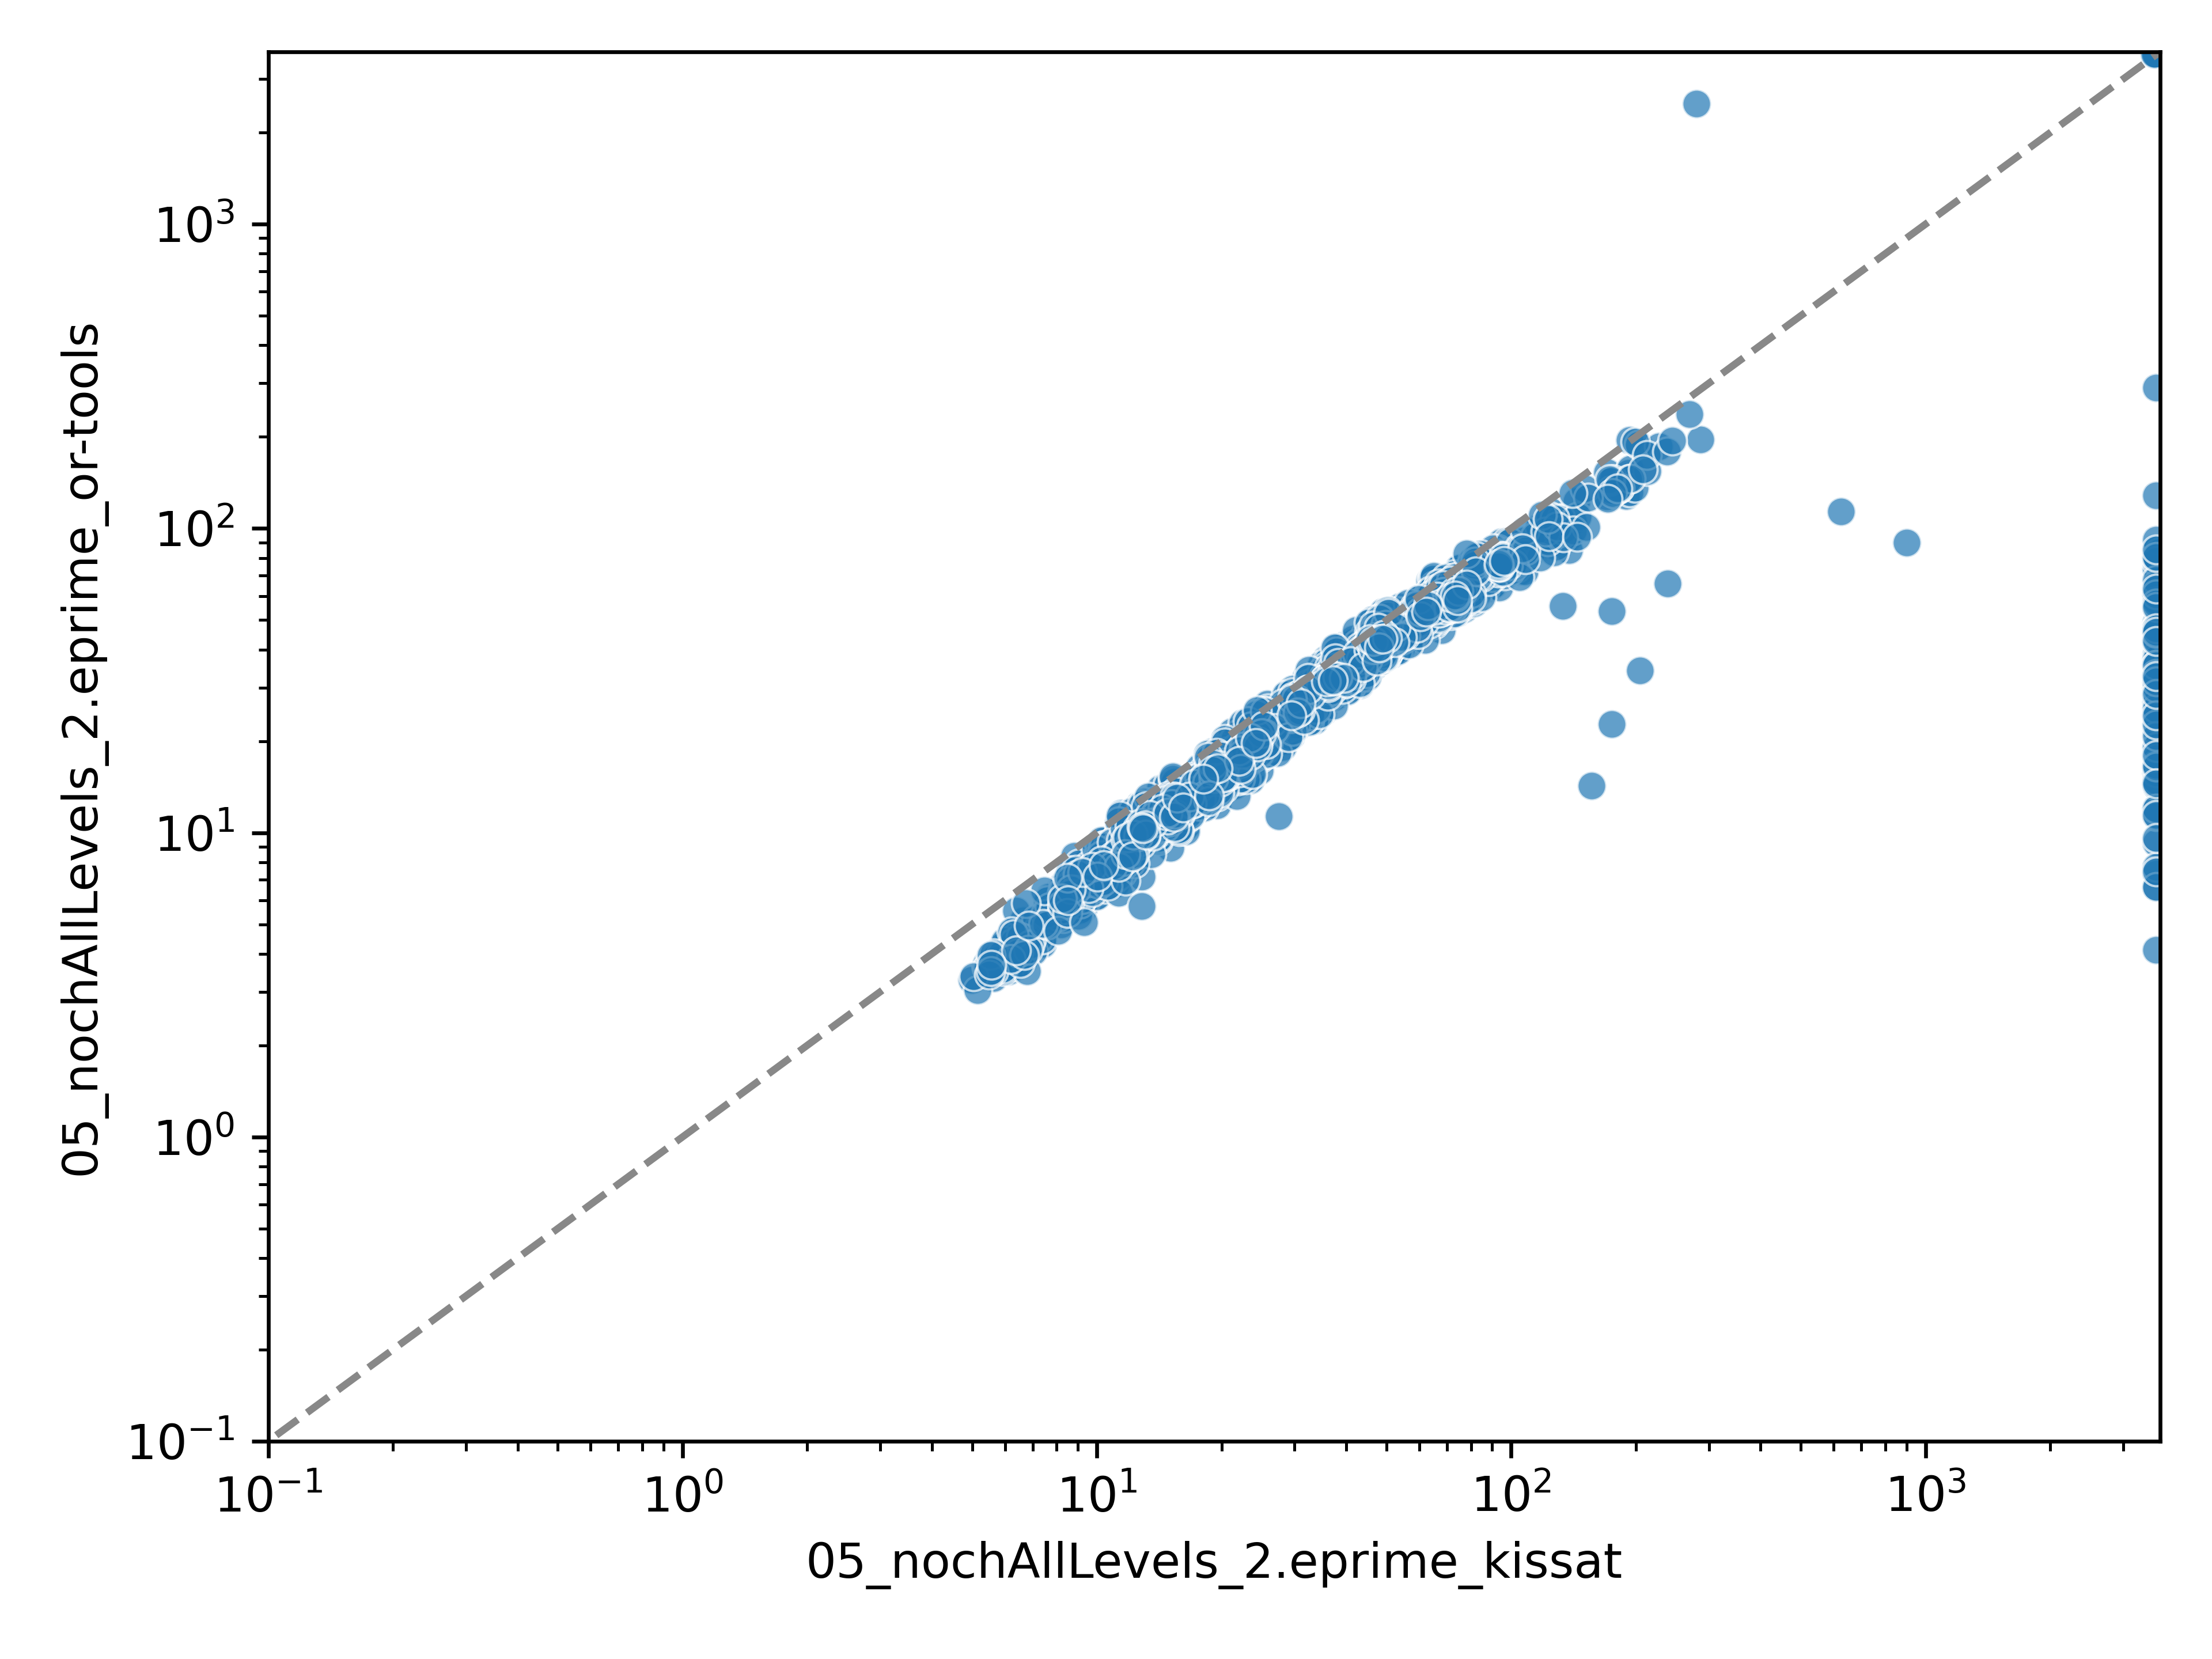 05_nochAllLevels_2.eprime_or-tools
10³
10²
10¹
10⁰
10⁻¹
10⁻¹ 10⁰ 10¹ 10² 10³
05_nochAllLevels_2.eprime_kissat